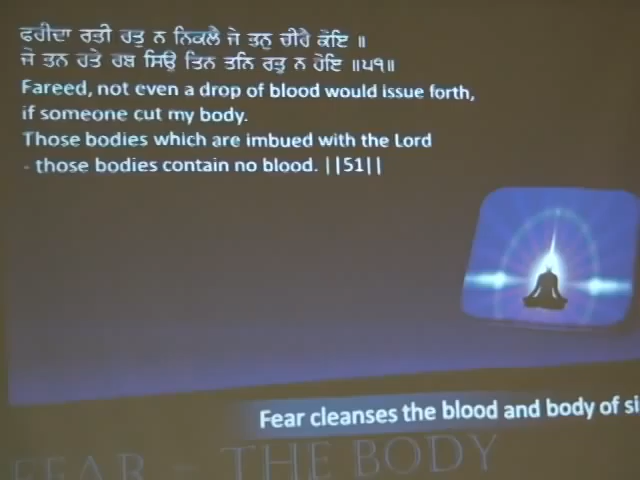 ਫਰੀਦਾ ਰਤੀ ਰਤੁ ਨ ਨਿਕਲੈ ਜੇ ਤਨੁ ਚੀਰੈ ਕੋਇ ॥
ਜੋ ਤਨ ਰਤੇ ਰਬ ਸਿਉ ਤਿਨ ਤਨਿ ਰਤੁ ਨ ਹੋਇ ॥੫੧॥
Fareed, not even a drop of blood would issue forth,
if someone cut my body.
Those bodies which are imbued with the Lord
- those bodies contain no blood. ||51||
Fear cleanses the blood and body of si
FEAR – THE BODY